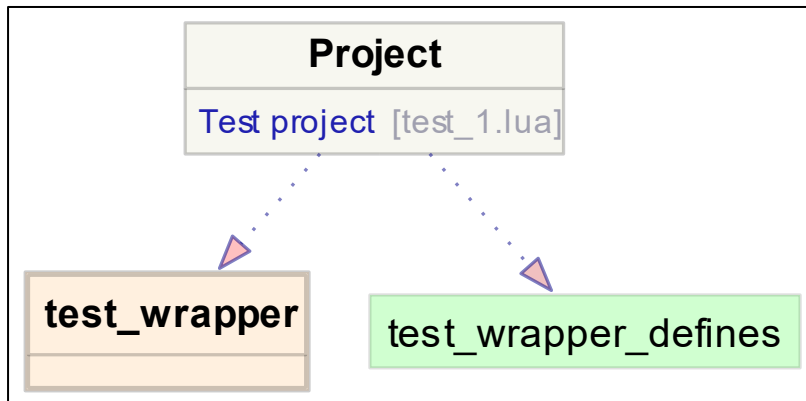 Project
Test project [test_1.lua]
test_wrapper
test_wrapper_defines